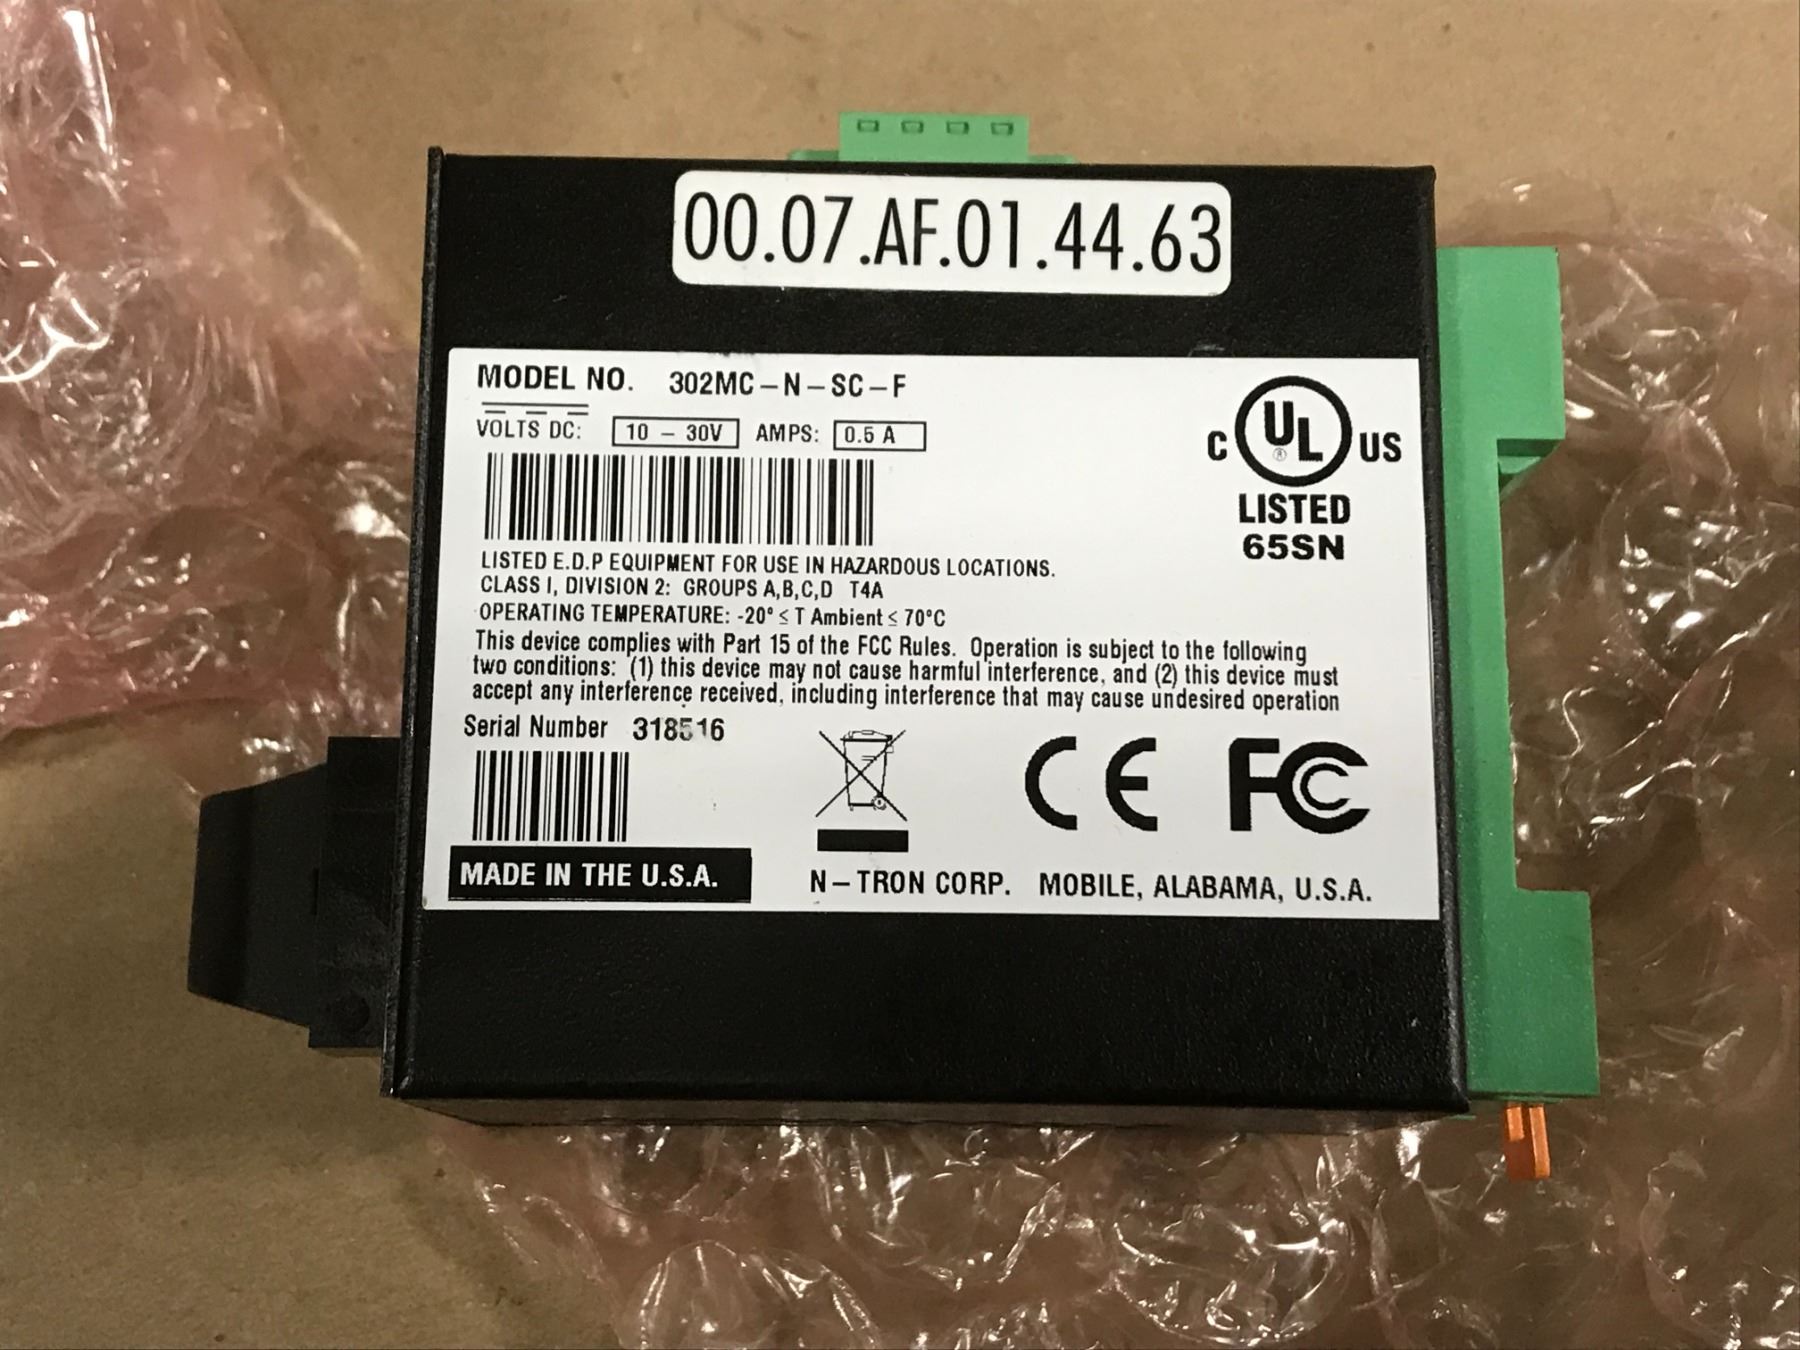 00.07.AF.01.44.63
MODEL NO. 302MC-N-SC-F
VOLTS DC: 10 - 30V AMPS: 0.5 A
C UL® US
LISTED
65SN
LISTED E.D.P EQUIPMENT FOR USE IN HAZARDOUS LOCATIONS.
CLASS I, DIVISION 2: GROUPS A,B,C,D T4A
OPERATING TEMPERATURE: -20° ≤ T Ambient ≤ 70°C
This device complies with Part 15 of the FCC Rules. Operation is subject to the following
two conditions: (1) this device may not cause harmful interference, and (2) this device must
accept any interference received, including interference that may cause undesired operation
Serial Number 318516
CE FC
MADE IN THE U.S.A.
N-TRON CORP. MOBILE, ALABAMA, U.S.A.